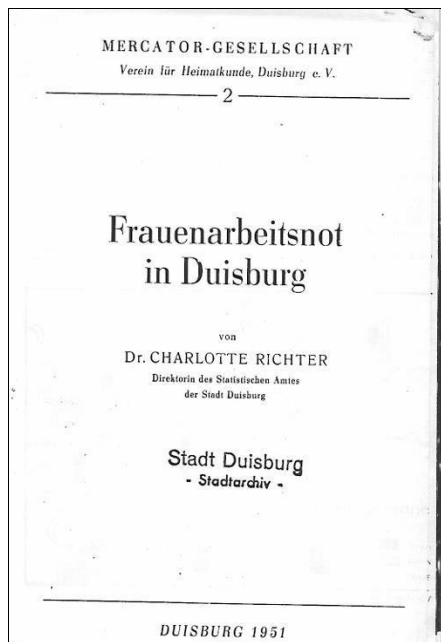 MERCATOR-GESELLSCHAFT
Verein für Heimatkunde, Duisburg e. V.
2
Frauenarbeitsnot
in Duisburg
von
Dr. CHARLOTTE RICHTER
Direktorin des Statistischen Amtes
der Stadt Duisburg
Stadt Duisburg
- Stadtarchiv -
DUISBURG 1951